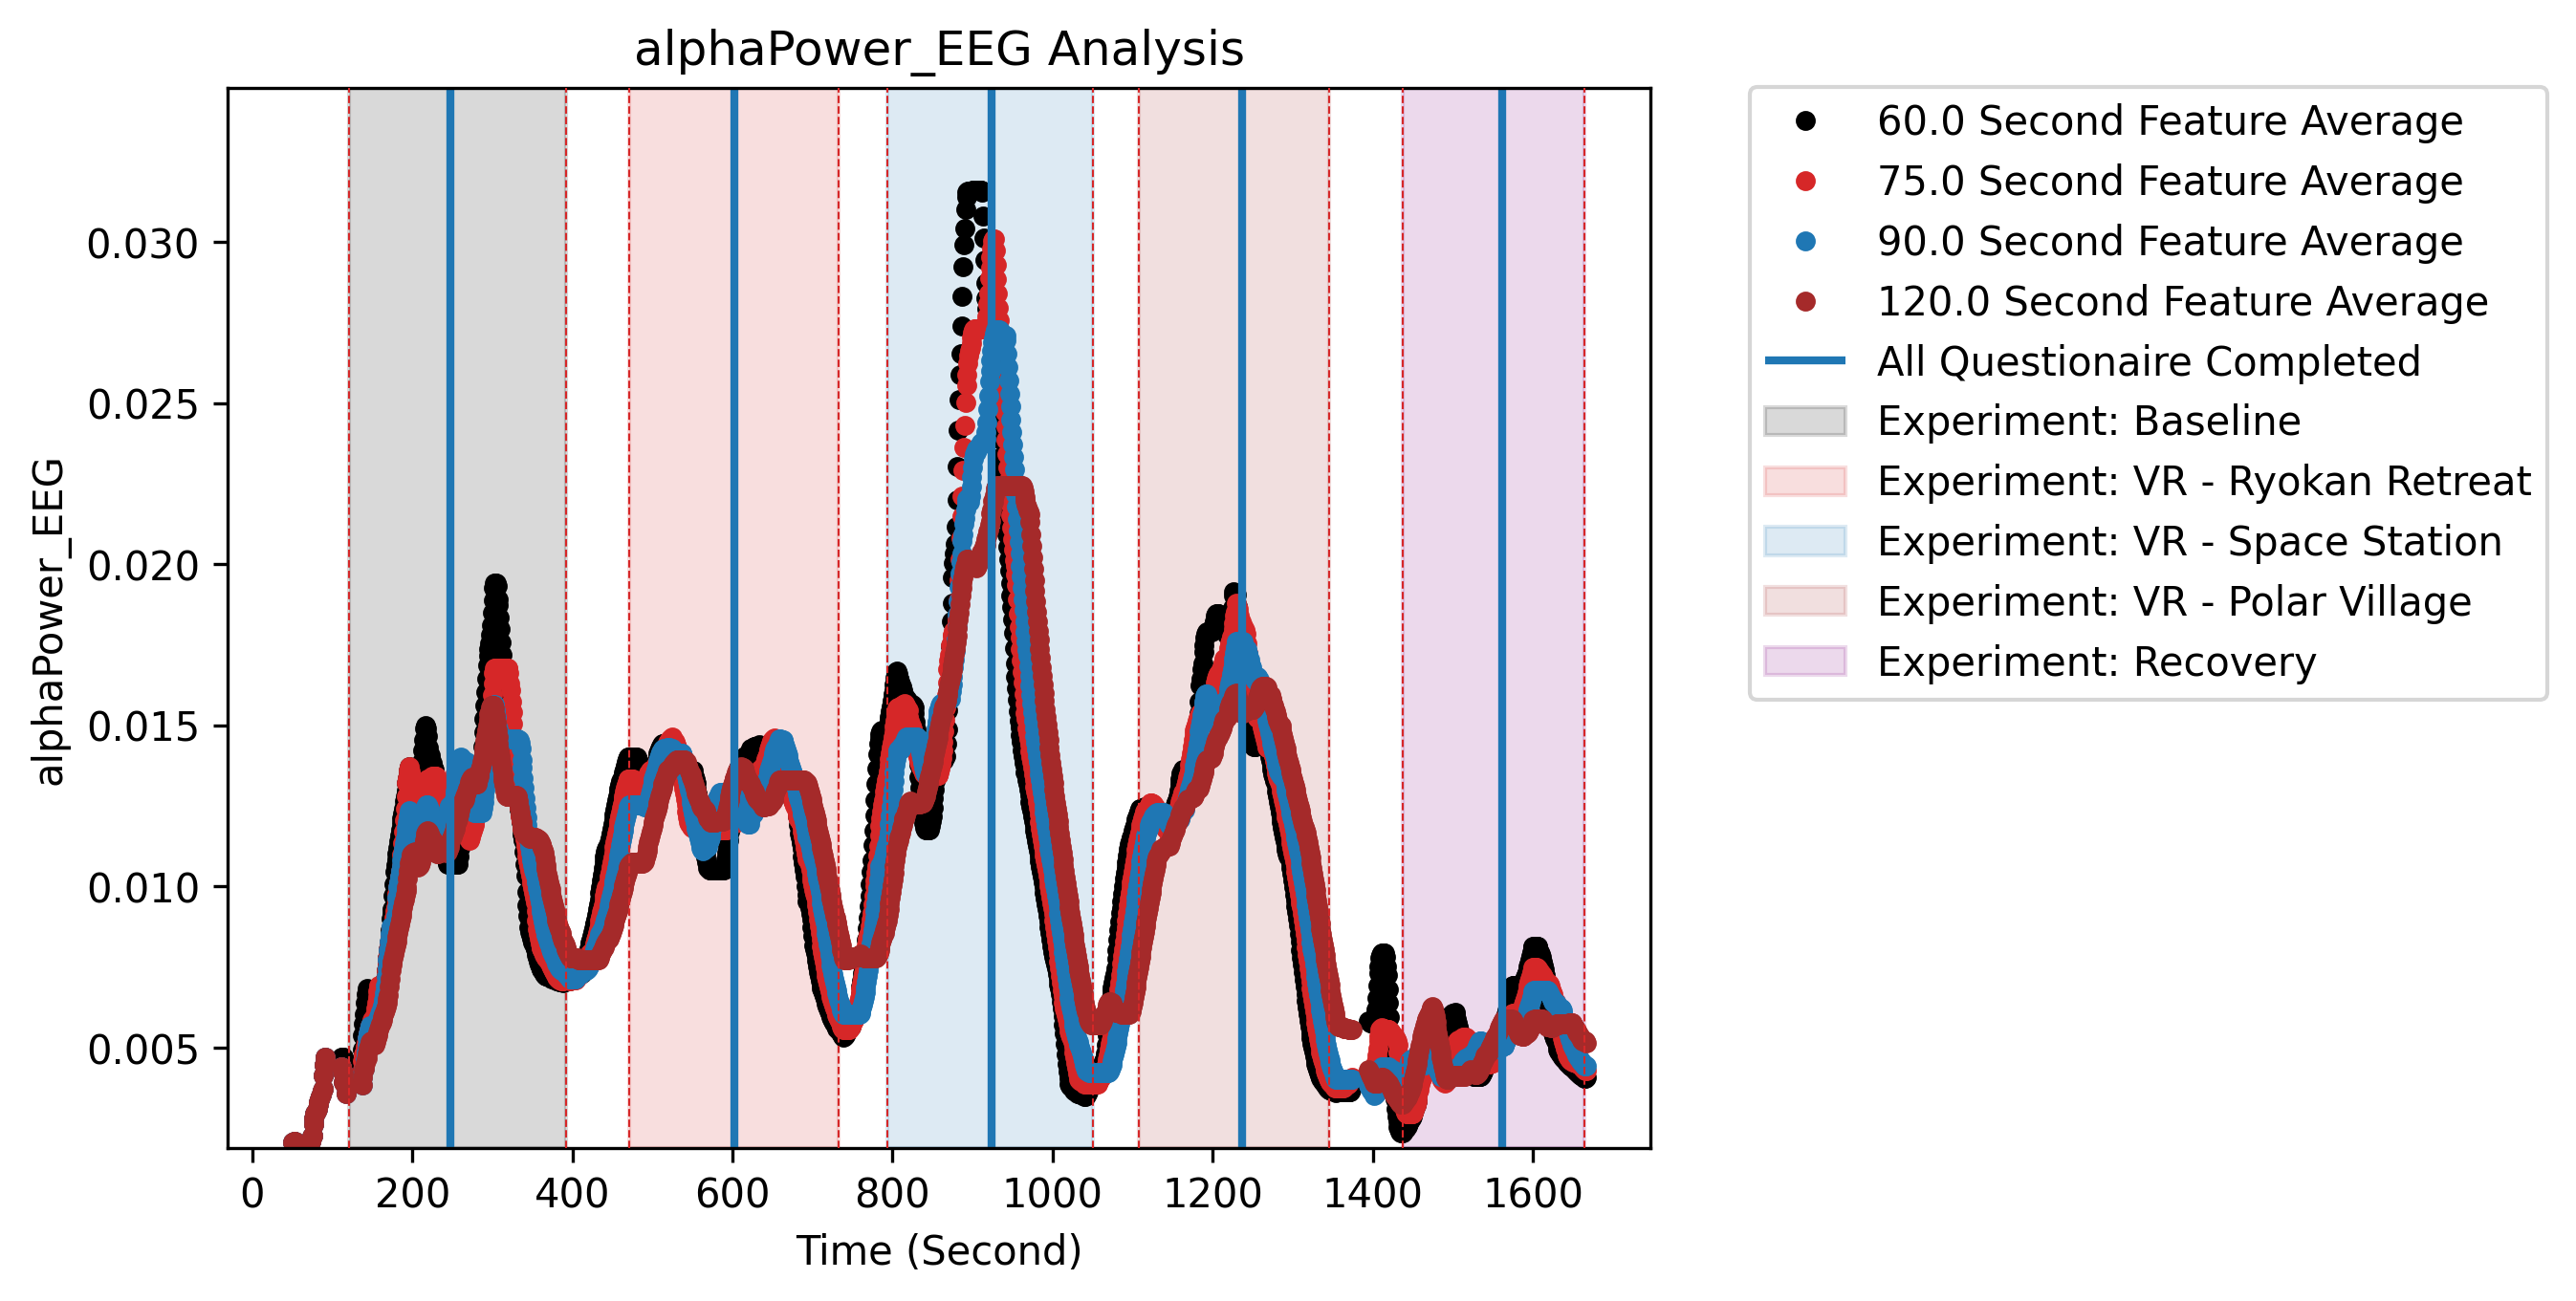 alphaPower_EEG Analysis
alphaPower_EEG
0.030
0.025
0.020
0.015
0.010
0.005
0 200 400 600 800 1000 1200 1400 1600
Time (Second)
60.0 Second Feature Average
75.0 Second Feature Average
90.0 Second Feature Average
120.0 Second Feature Average
All Questionaire Completed
Experiment: Baseline
Experiment: VR - Ryokan Retreat
Experiment: VR - Space Station
Experiment: VR - Polar Village
Experiment: Recovery